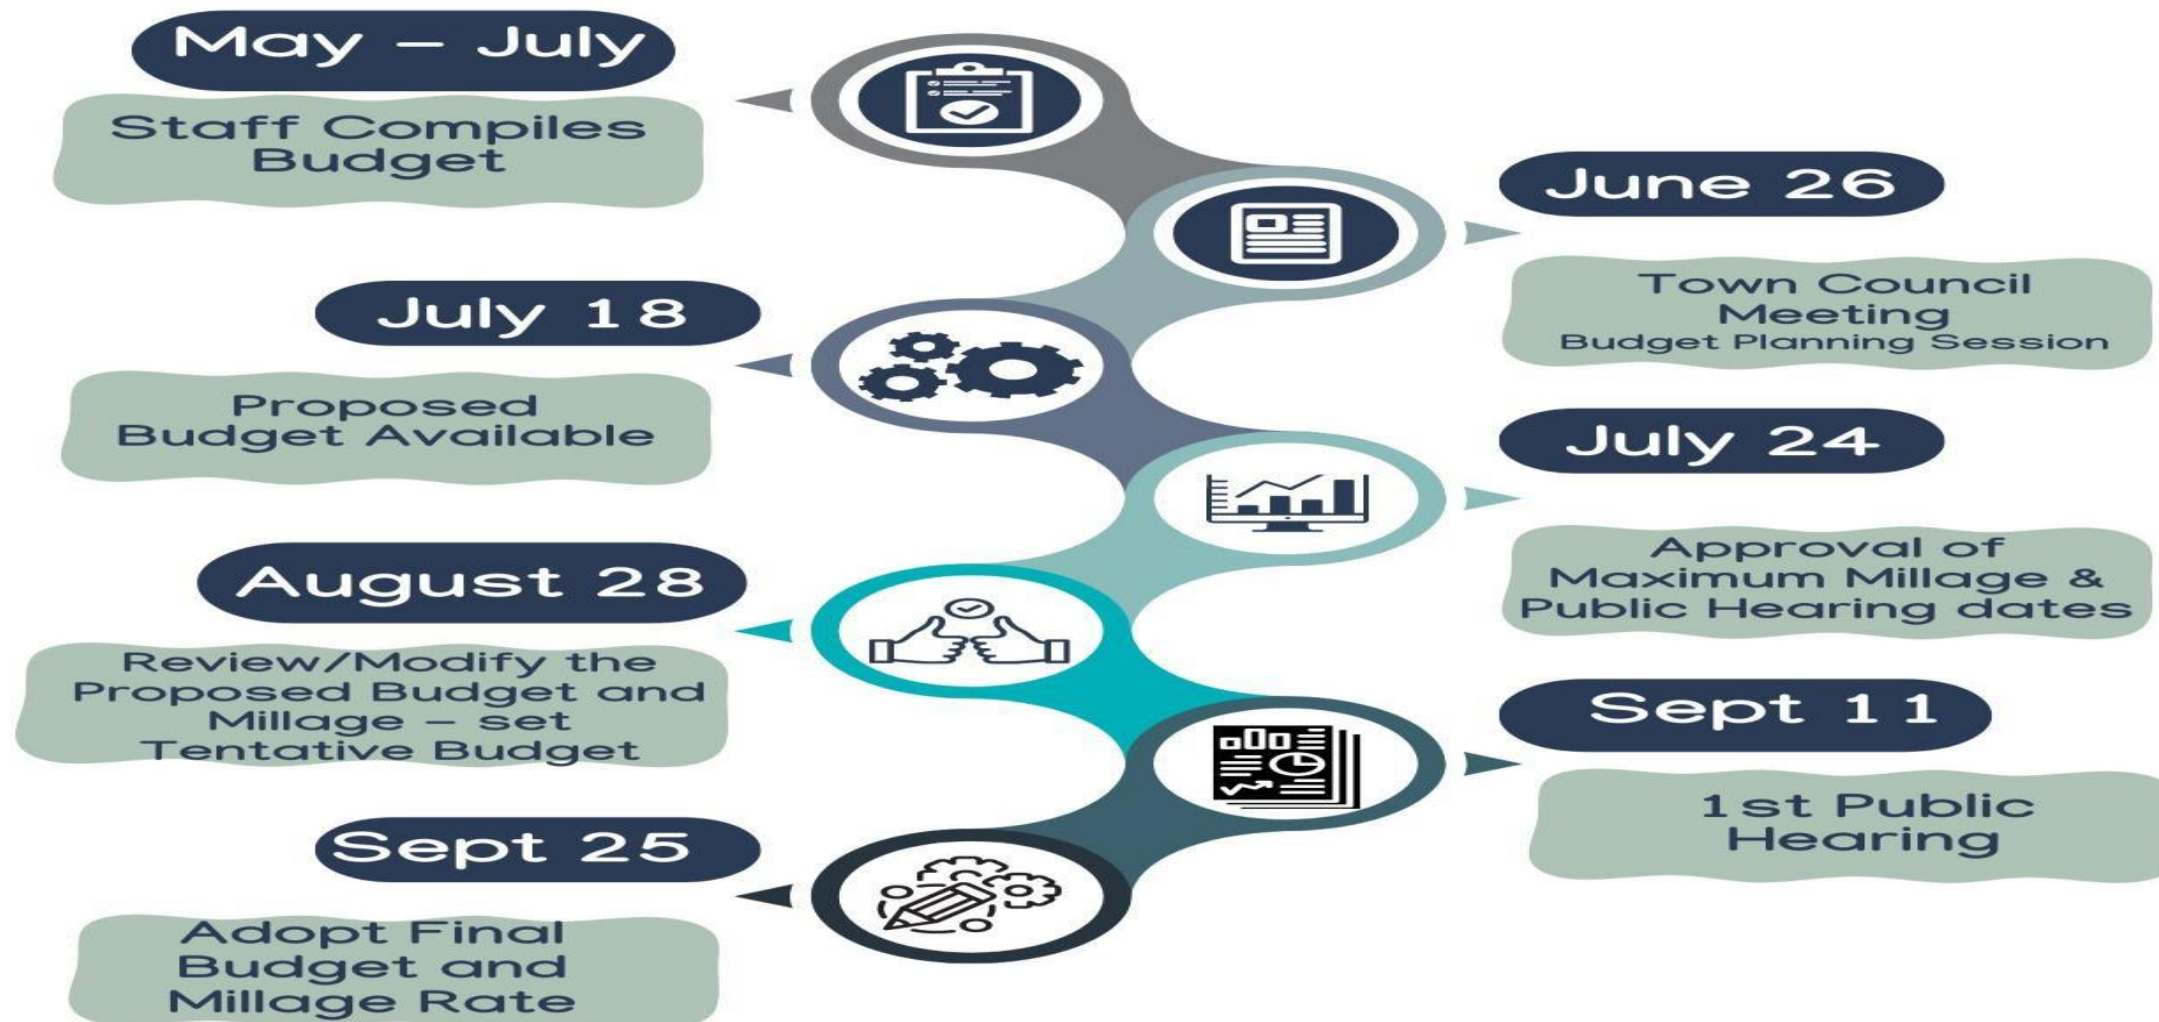 May – July
Staff Compiles
Budget
June 26
Town Council
Meeting
Budget Planning Session
July 18
Proposed
Budget Available
July 24
Approval of
Maximum Millage &
Public Hearing dates
August 28
Review/Modify the
Proposed Budget and
Millage – set
Tentative Budget
Sept 11
1st Public
Hearing
Sept 25
Adopt Final
Budget and
Millage Rate